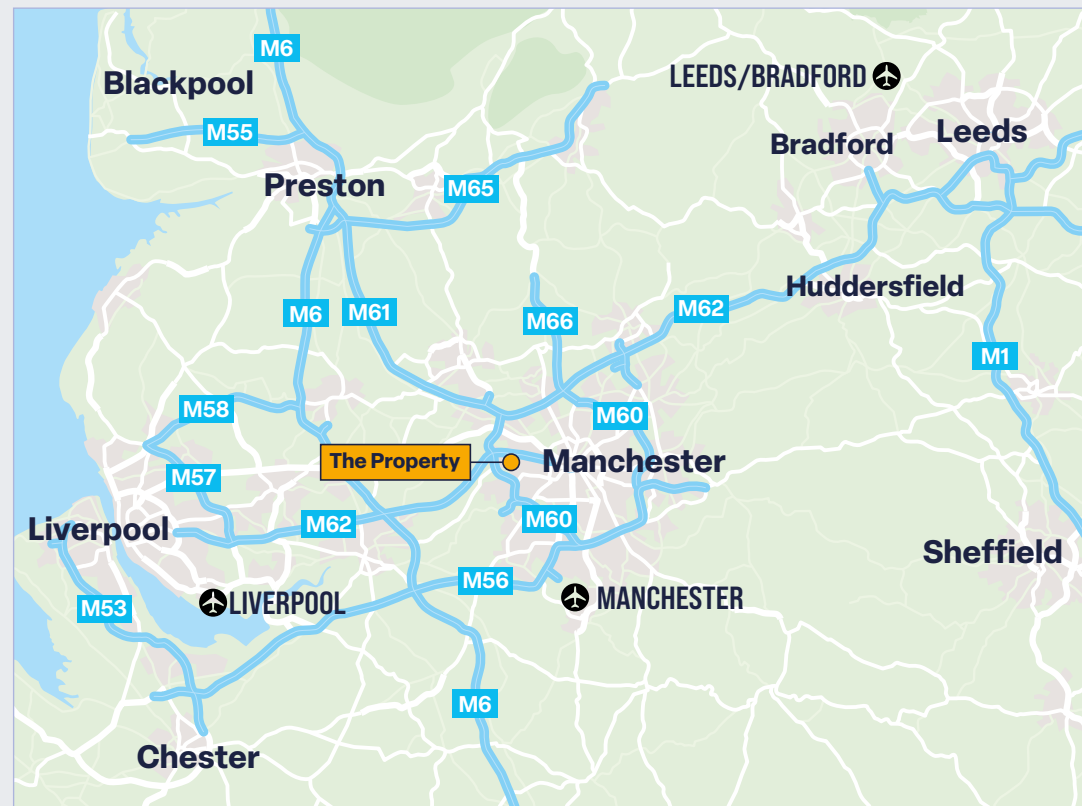 M6
Blackpool
LEEDS/BRADFORD
M55
Bradford
Leeds
Preston
M65
Huddersfield
M6
M61
M66
M62
M1
M58
M60
The Property
Manchester
M57
Liverpool
M62
M60
Sheffield
M56
LIVERPOOL
MANCHESTER
M53
M6
Chester